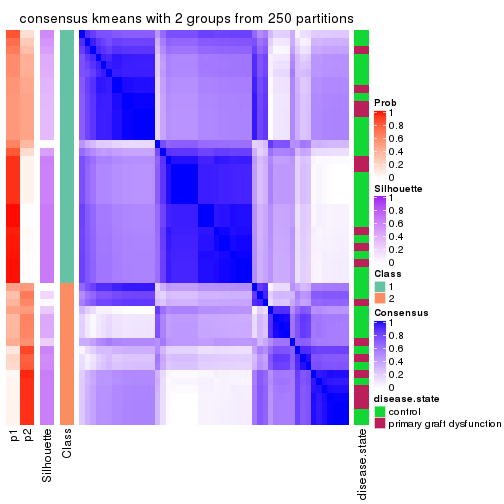 consensus kmeans with 2 groups from 250 partitions
Prob
1
0.8
0.6
0.4
0.2
0
Silhouette
1
0.8
0.6
0.4
0.2
0
Class
1
2
Consensus
1
0.8
0.6
0.4
0.2
0
disease.state
control
primary graft dysfunction
p1
p2
Silhouette
Class
disease.state